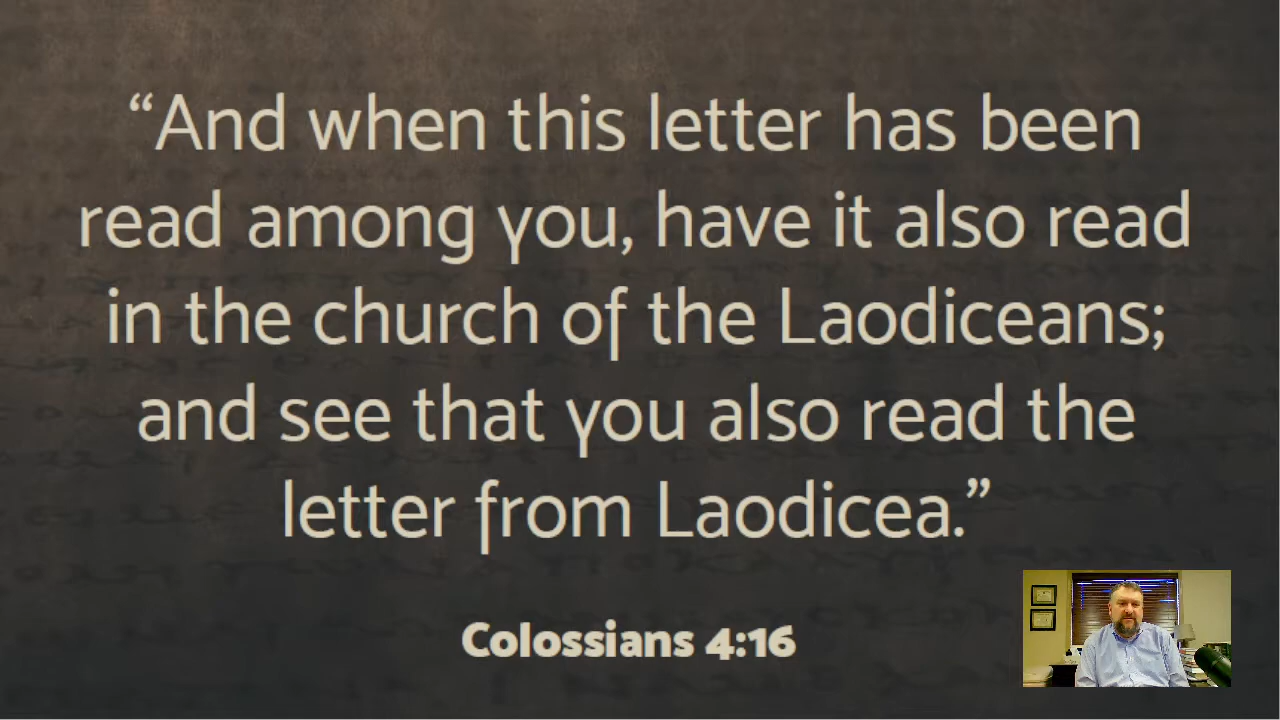 “And when this letter has been
read among you, have it also read
in the church of the Laodiceans;
and see that you also read the
letter from Laodicea.”
Colossians 4:16